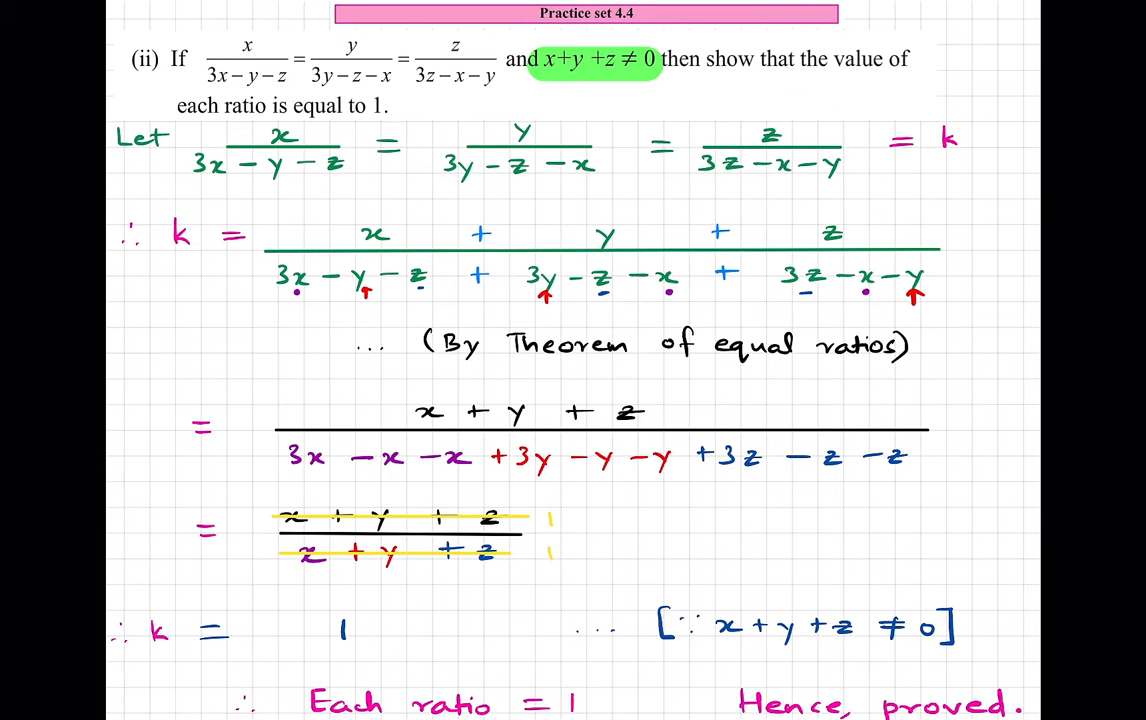 Practice set 4.4
(ii) If x/(3x − y − z) = y/(3y − z − x) = z/(3z − x − y) and x+y +z ≠ 0 then show that the value of
each ratio is equal to 1.
Let x/(3x − y − z) = y/(3y − z − x) = z/(3z − x − y) = k
∴ k = (x + y + z)/(3x − y − z + 3y − z − x + 3z − x − y)
... (By Theorem of equal ratios)
= (x + y + z)/(3x − x − x + 3y − y − y + 3z − z − z)
= (x + y + z)/(x + y + z) 1/1
∴ k = 1 ... [∵ x + y + z ≠ 0]
∴ Each ratio = 1 Hence, proved.